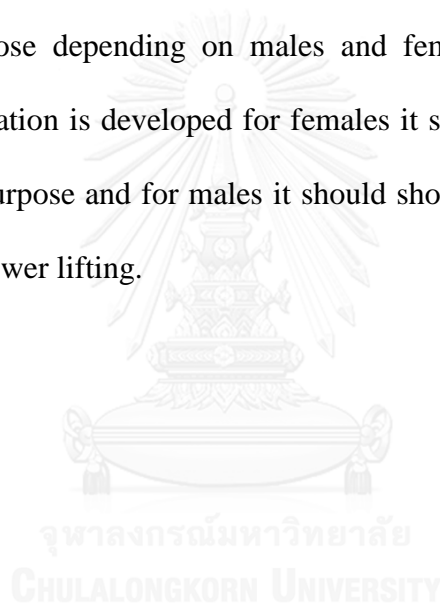 ose depending on males and fem
ation is developed for females it s
urpose and for males it should sho
wer lifting.
จุฬาลงกรณ์มหาวิทยาลัย
CHULALONGKORN UNIVERSITY